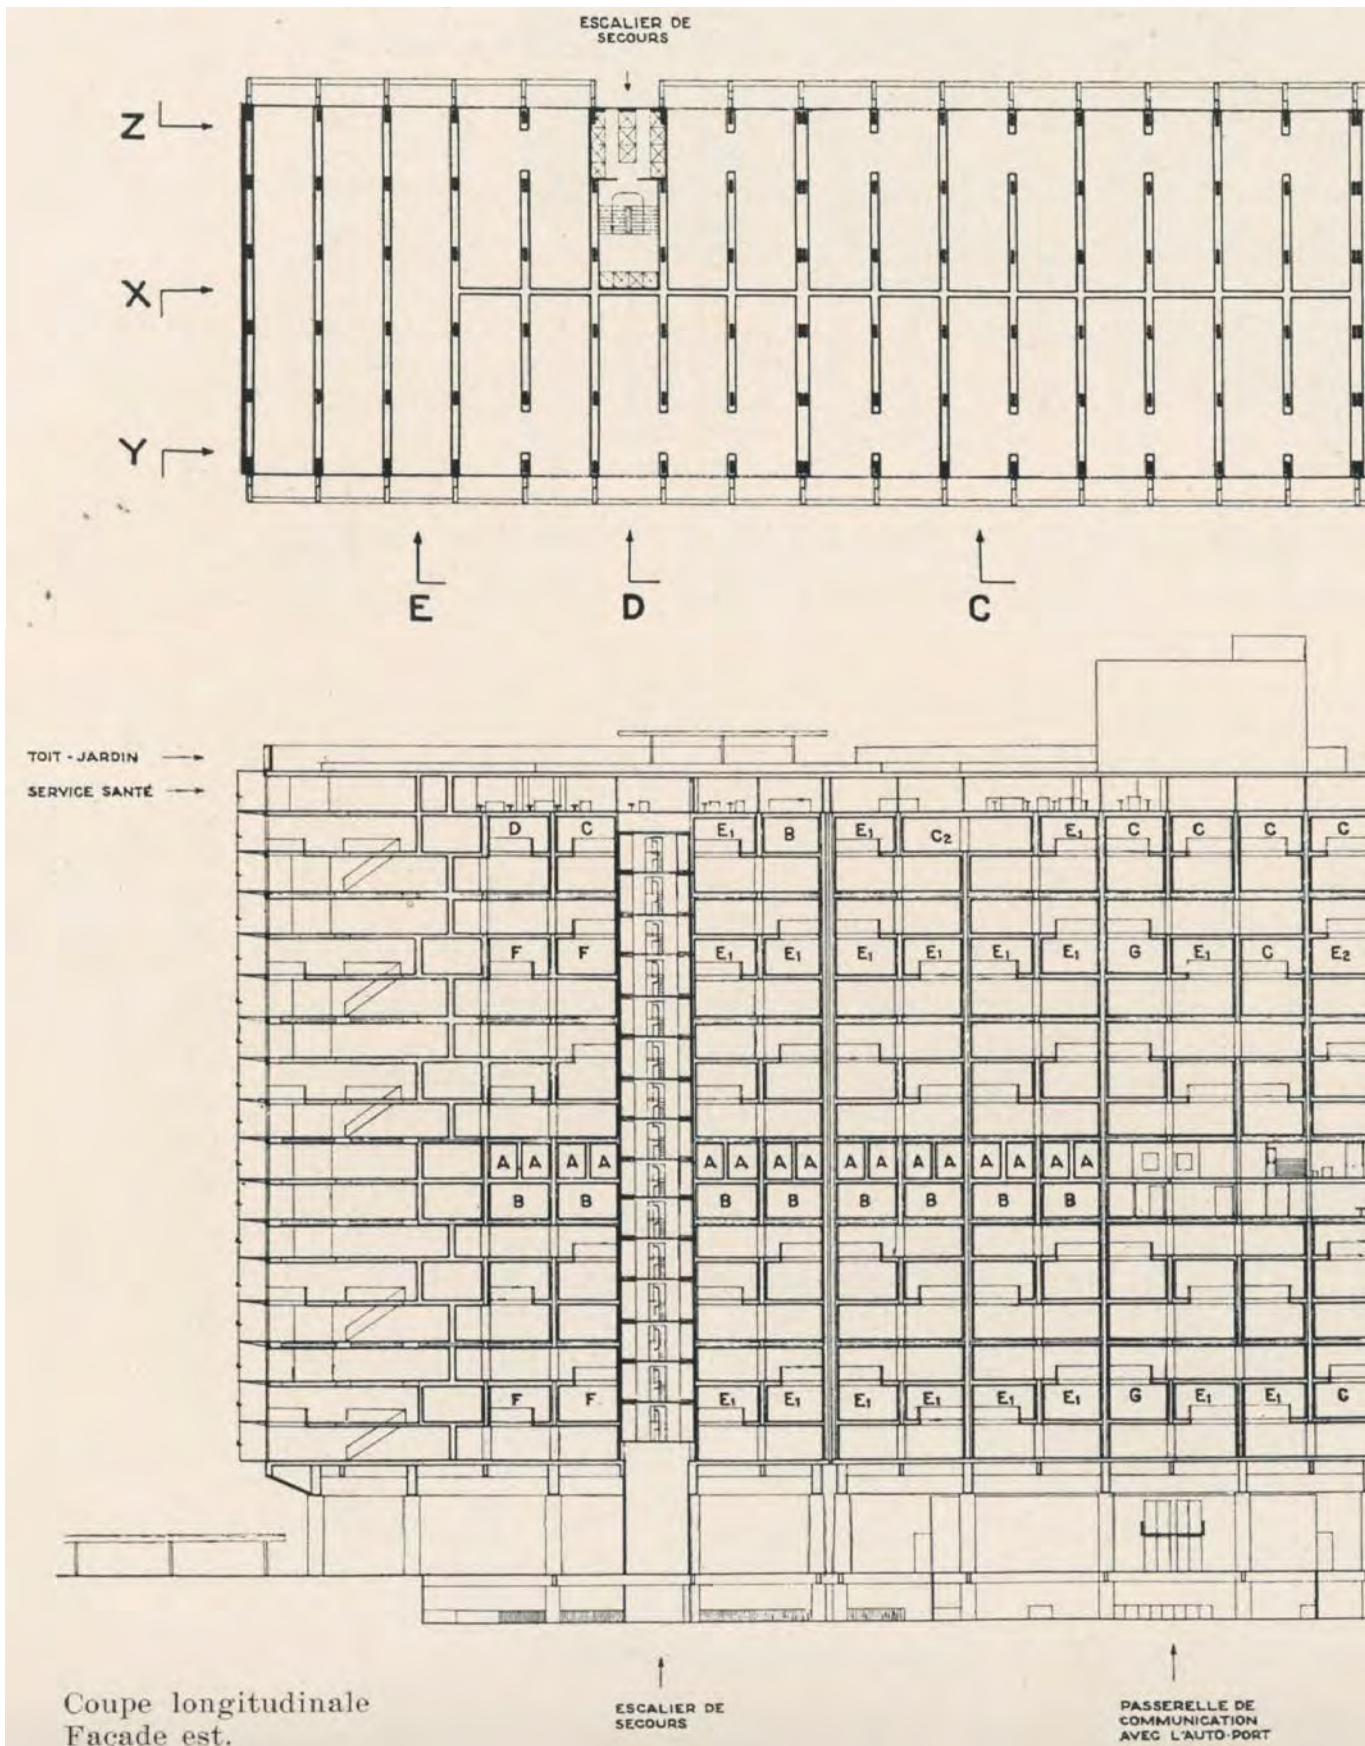 ESCALIER DE
SECOURS
Z
X
Y
E D C
TOIT - JARDIN
SERVICE SANTÉ
D C E1 B E1 C2 E1 C C C C
F F E1 E1 E1 E1 E1 E1 G E1 C E2
A A A A A A A A A A A A A A A A
B B B B B B B B
F F E1 E1 E1 E1 E1 E1 G E1 E1 G
Coupe longitudinale
Façade est.
ESCALIER DE
SECOURS
PASSERELLE DE
COMMUNICATION
AVEC L'AUTO-PORT